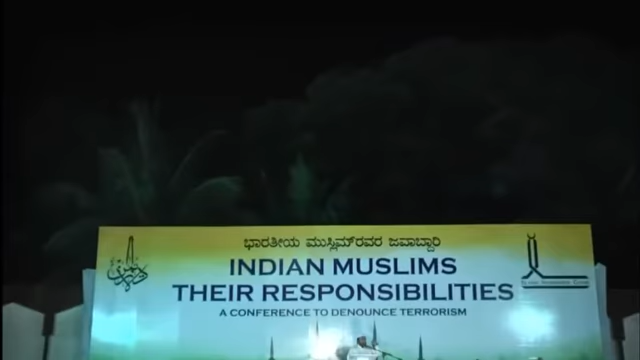 ಭಾರತೀಯ ಮುಸ್ಲಿಮ್‌ರವರ ಜವಾಬ್ದಾರಿ
INDIAN MUSLIMS
THEIR RESPONSIBILITIES
A CONFERENCE TO DENOUNCE TERRORISM